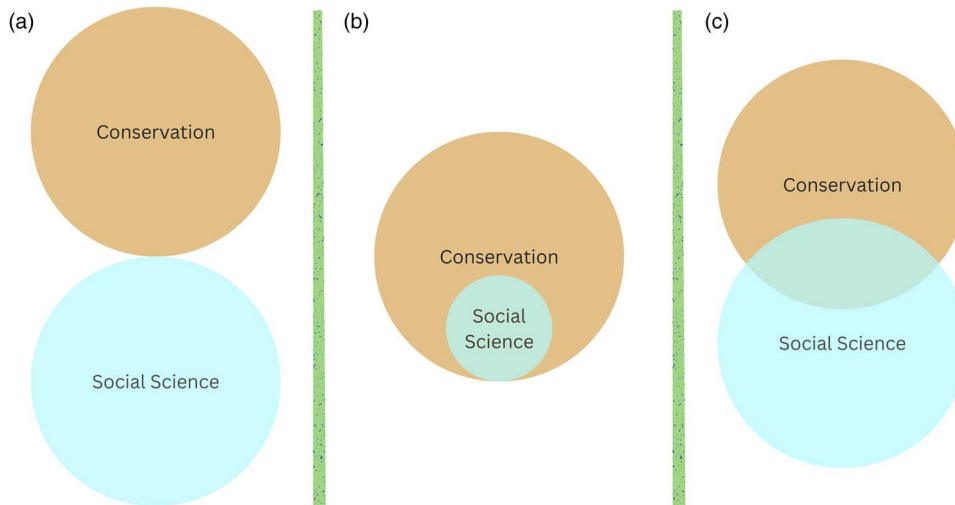 (a)
Conservation
Social Science
(b)
Conservation
Social
Science
(c)
Conservation
Social Science